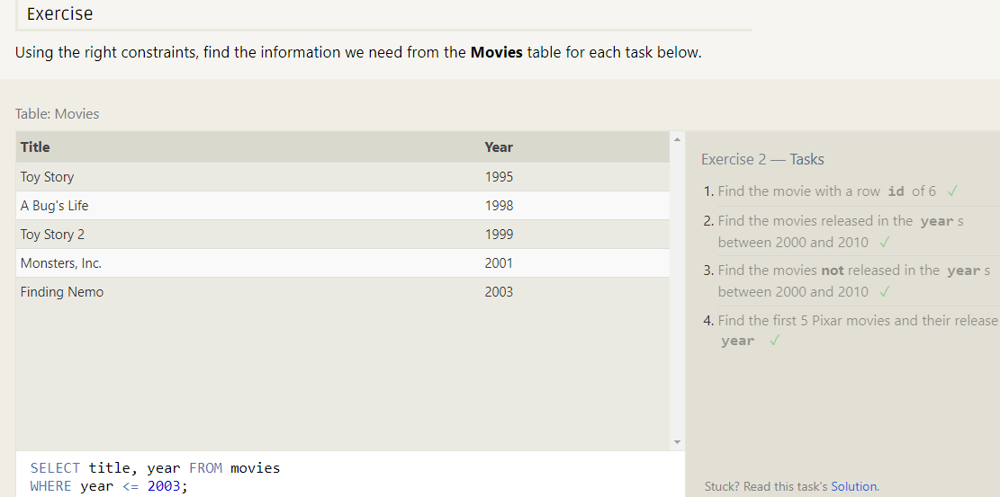 Exercise
Using the right constraints, find the information we need from the Movies table for each task below.
Table: Movies
Title Year
Toy Story 1995
A Bug's Life 1998
Toy Story 2 1999
Monsters, Inc. 2001
Finding Nemo 2003
SELECT title, year FROM movies
WHERE year <= 2003;
Exercise 2 — Tasks
1. Find the movie with a row id of 6 ✓
2. Find the movies released in the year s
between 2000 and 2010 ✓
3. Find the movies not released in the year s
between 2000 and 2010 ✓
4. Find the first 5 Pixar movies and their release
year ✓
Stuck? Read this task's Solution.